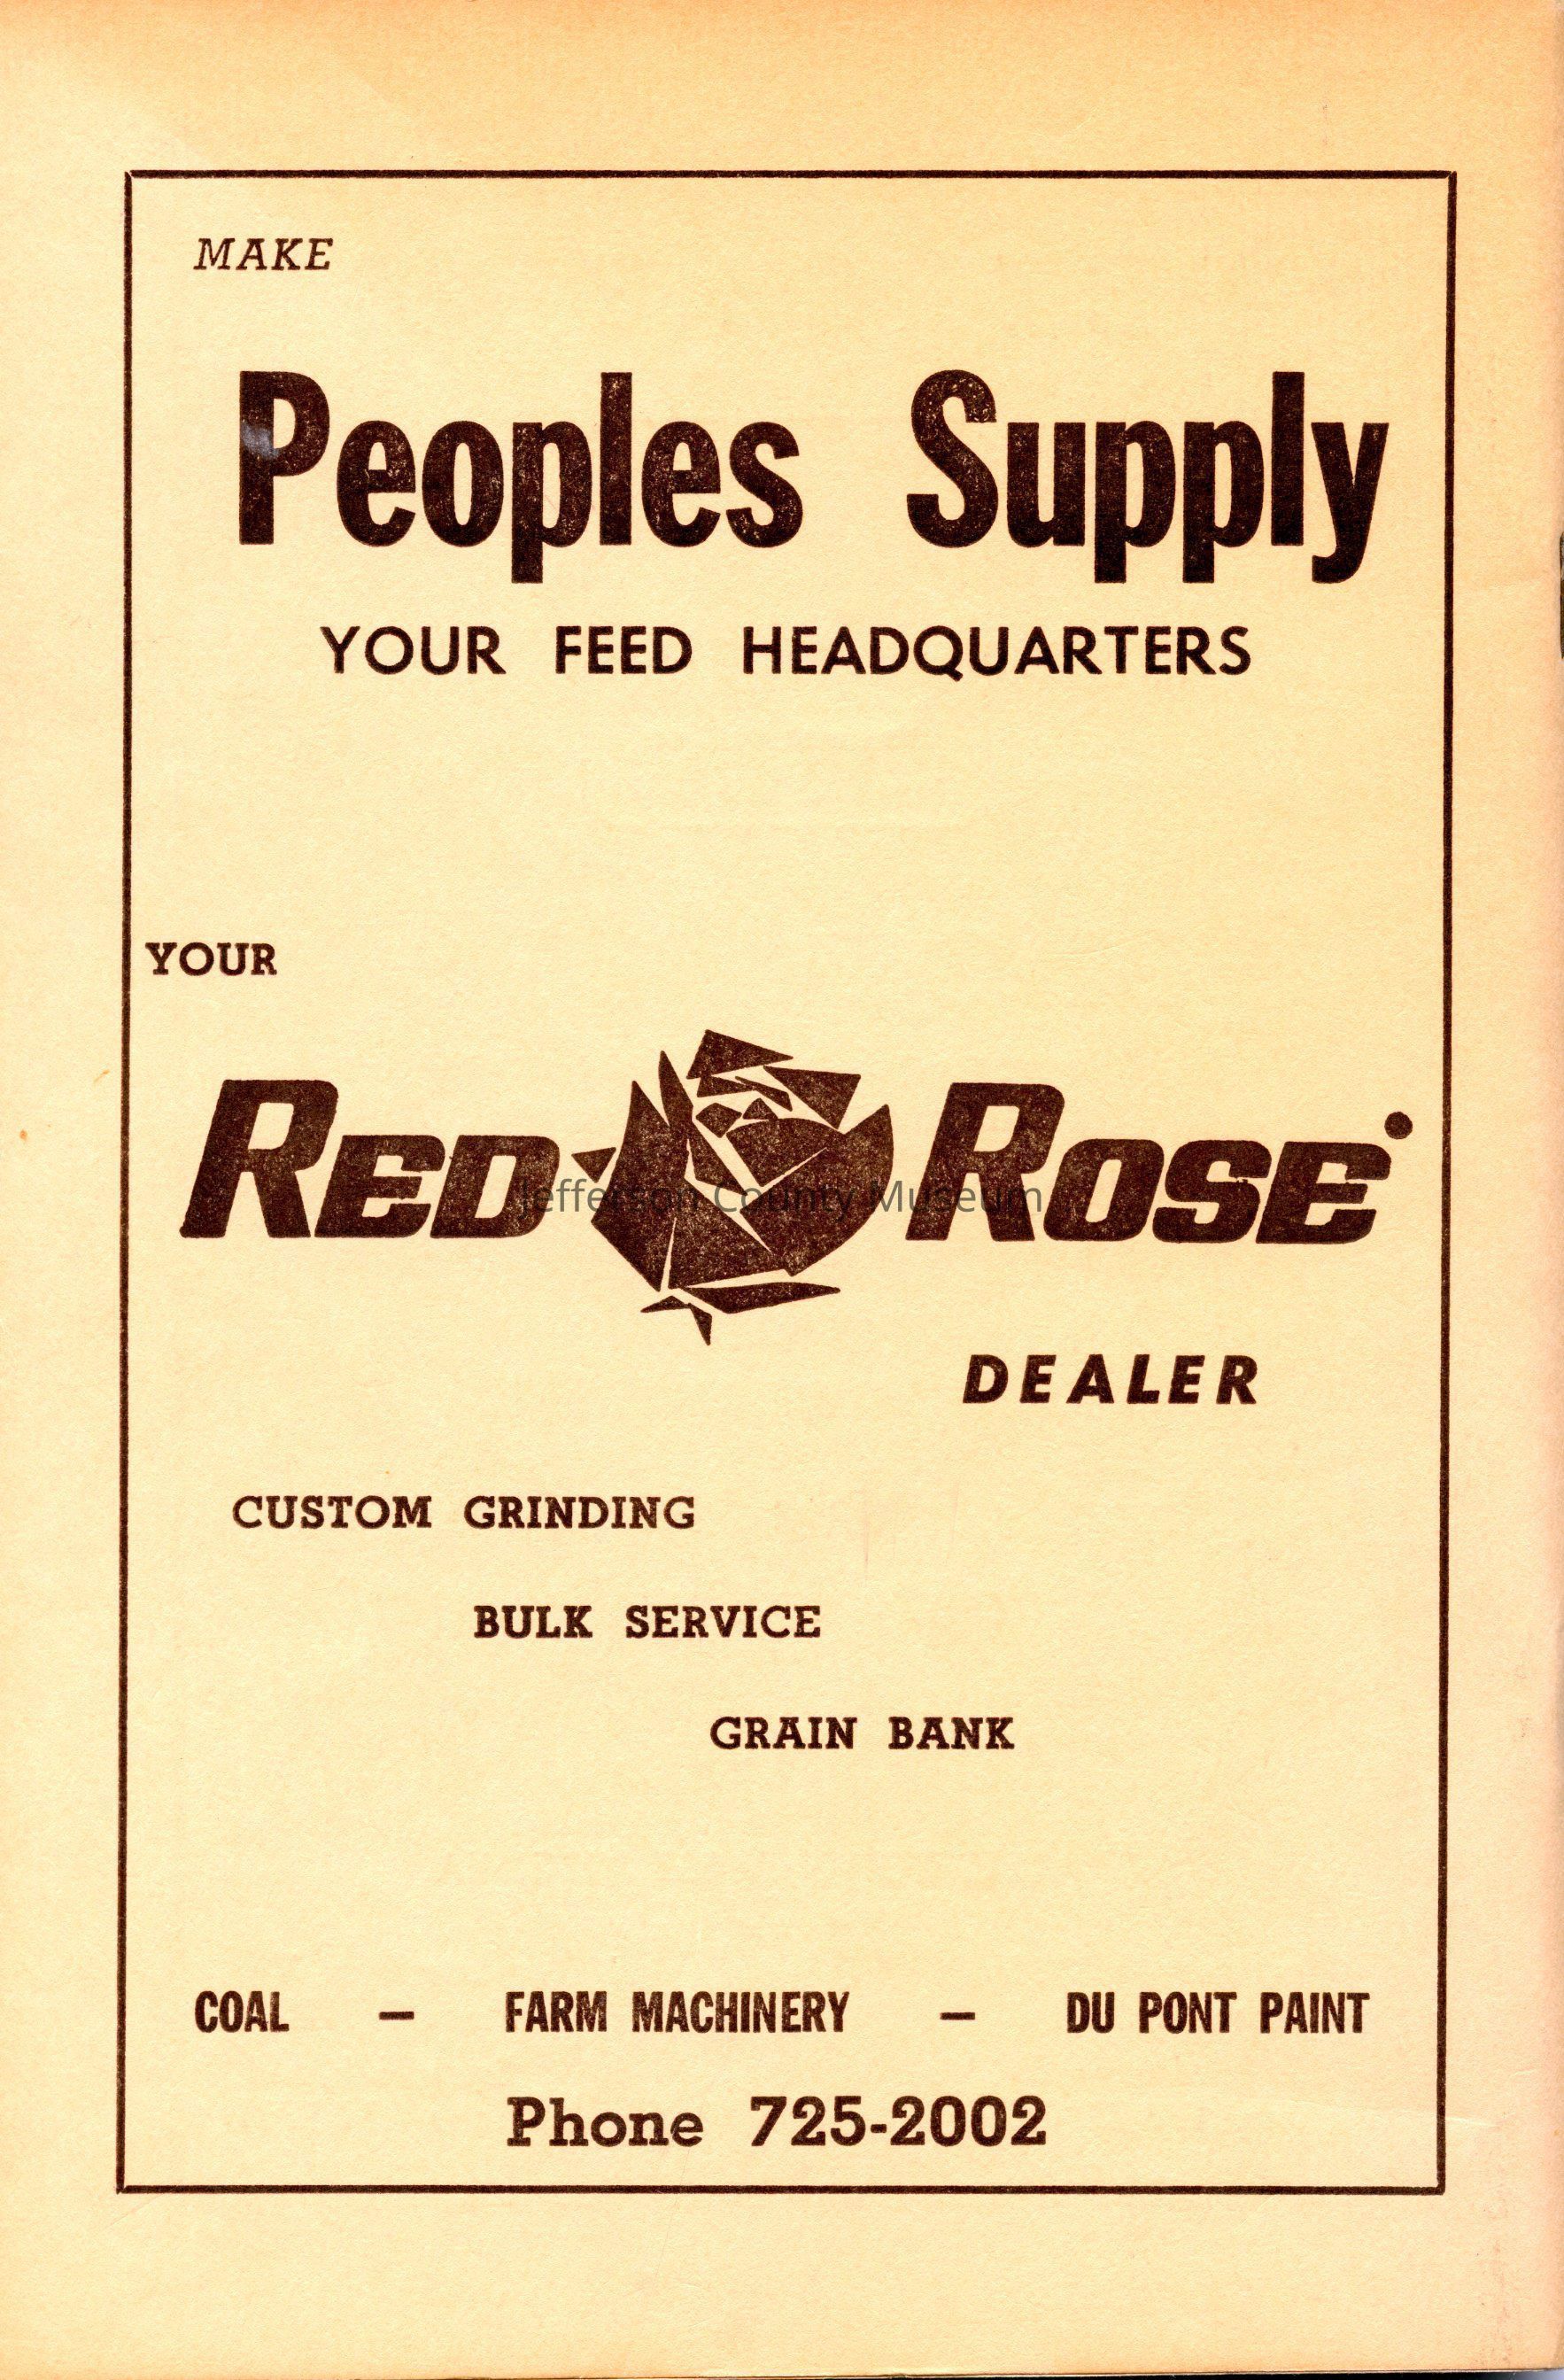 MAKE
Peoples Supply
YOUR FEED HEADQUARTERS
YOUR
RED ROSE
Jefferson County Museum
DEALER
CUSTOM GRINDING
BULK SERVICE
GRAIN BANK
COAL – FARM MACHINERY – DU PONT PAINT
Phone 725-2002